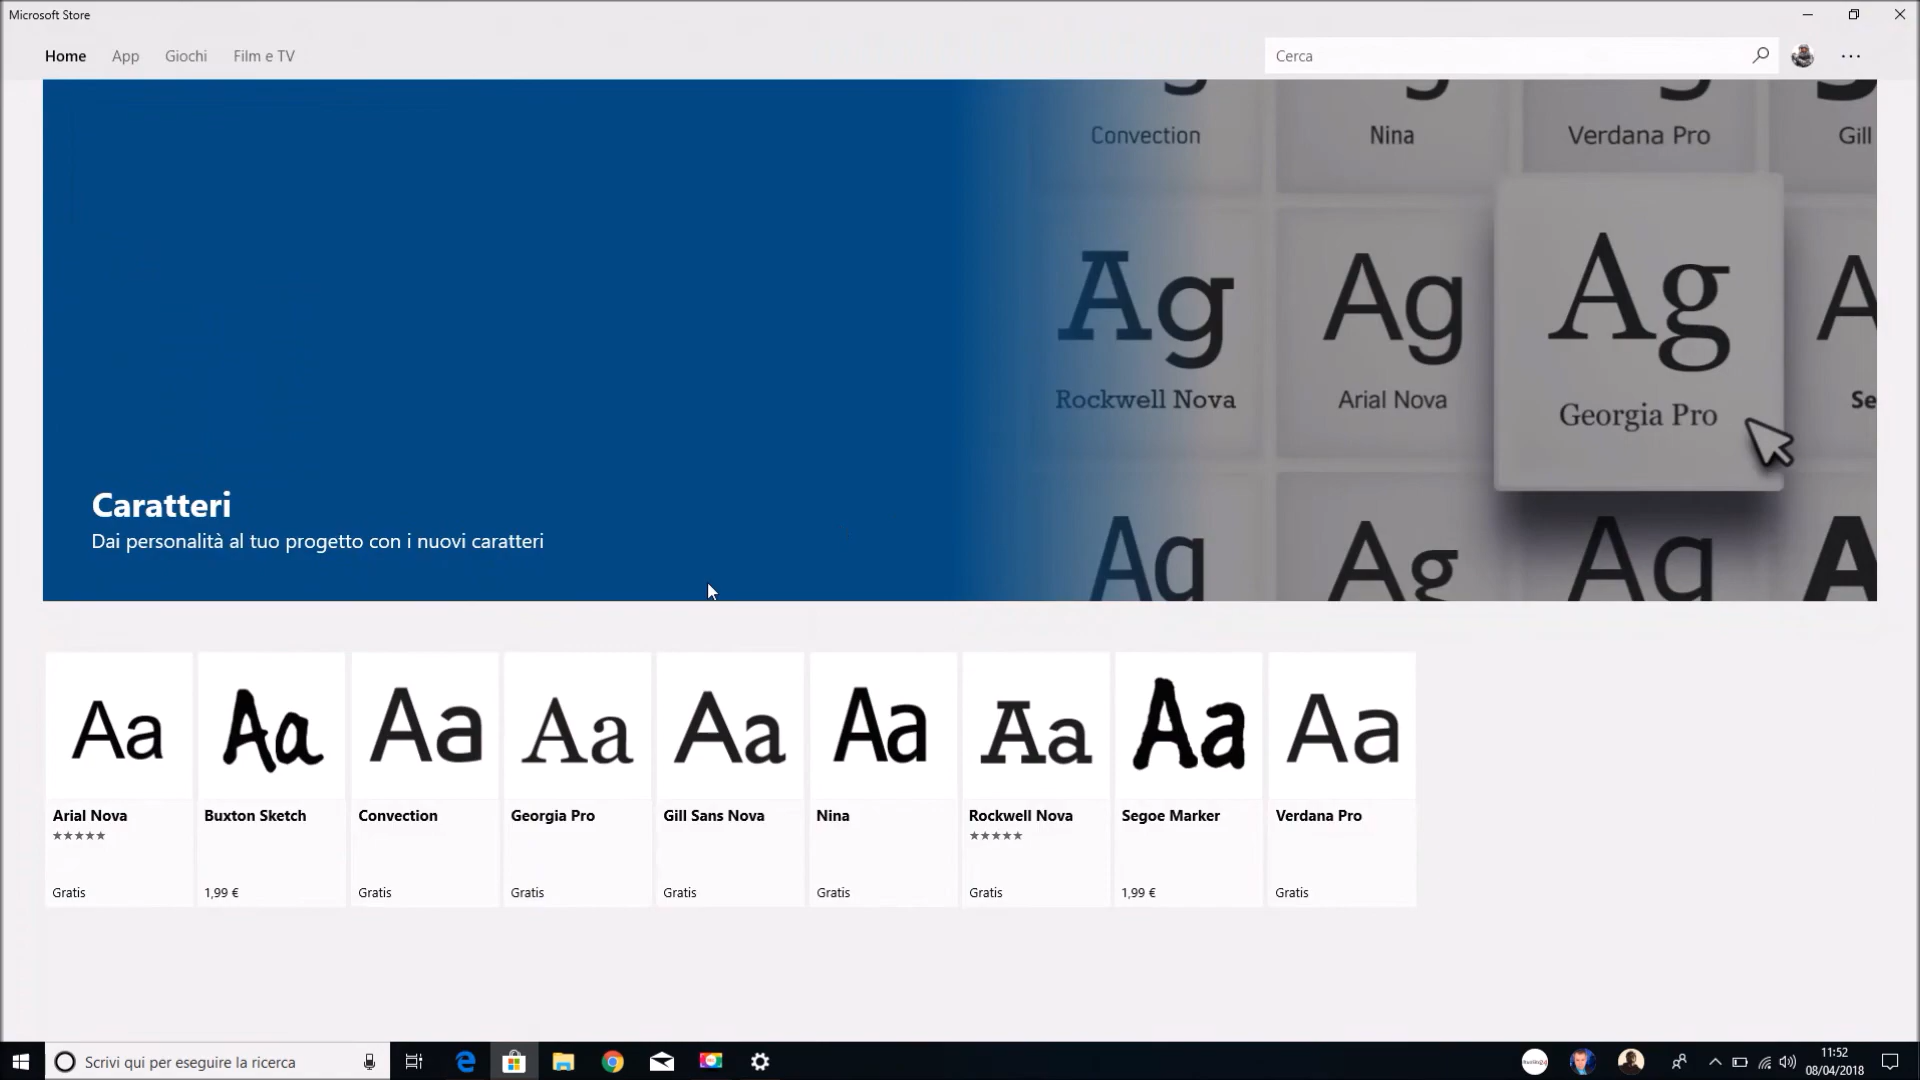 Microsoft Store
Home App Giochi Film e TV
Cerca
Convection Nina Verdana Pro Gill
Ag Ag Ag
Rockwell Nova Arial Nova Georgia Pro Se
Ag Ag Ag
Caratteri
Dai personalità al tuo progetto con i nuovi caratteri
Aa Aa Aa Aa Aa Aa Aa Aa Aa
Arial Nova Buxton Sketch Convection Georgia Pro Gill Sans Nova Nina Rockwell Nova Segoe Marker Verdana Pro
Gratis 1,99 € Gratis Gratis Gratis Gratis Gratis 1,99 € Gratis
Scrivi qui per eseguire la ricerca
11:52
08/04/2018